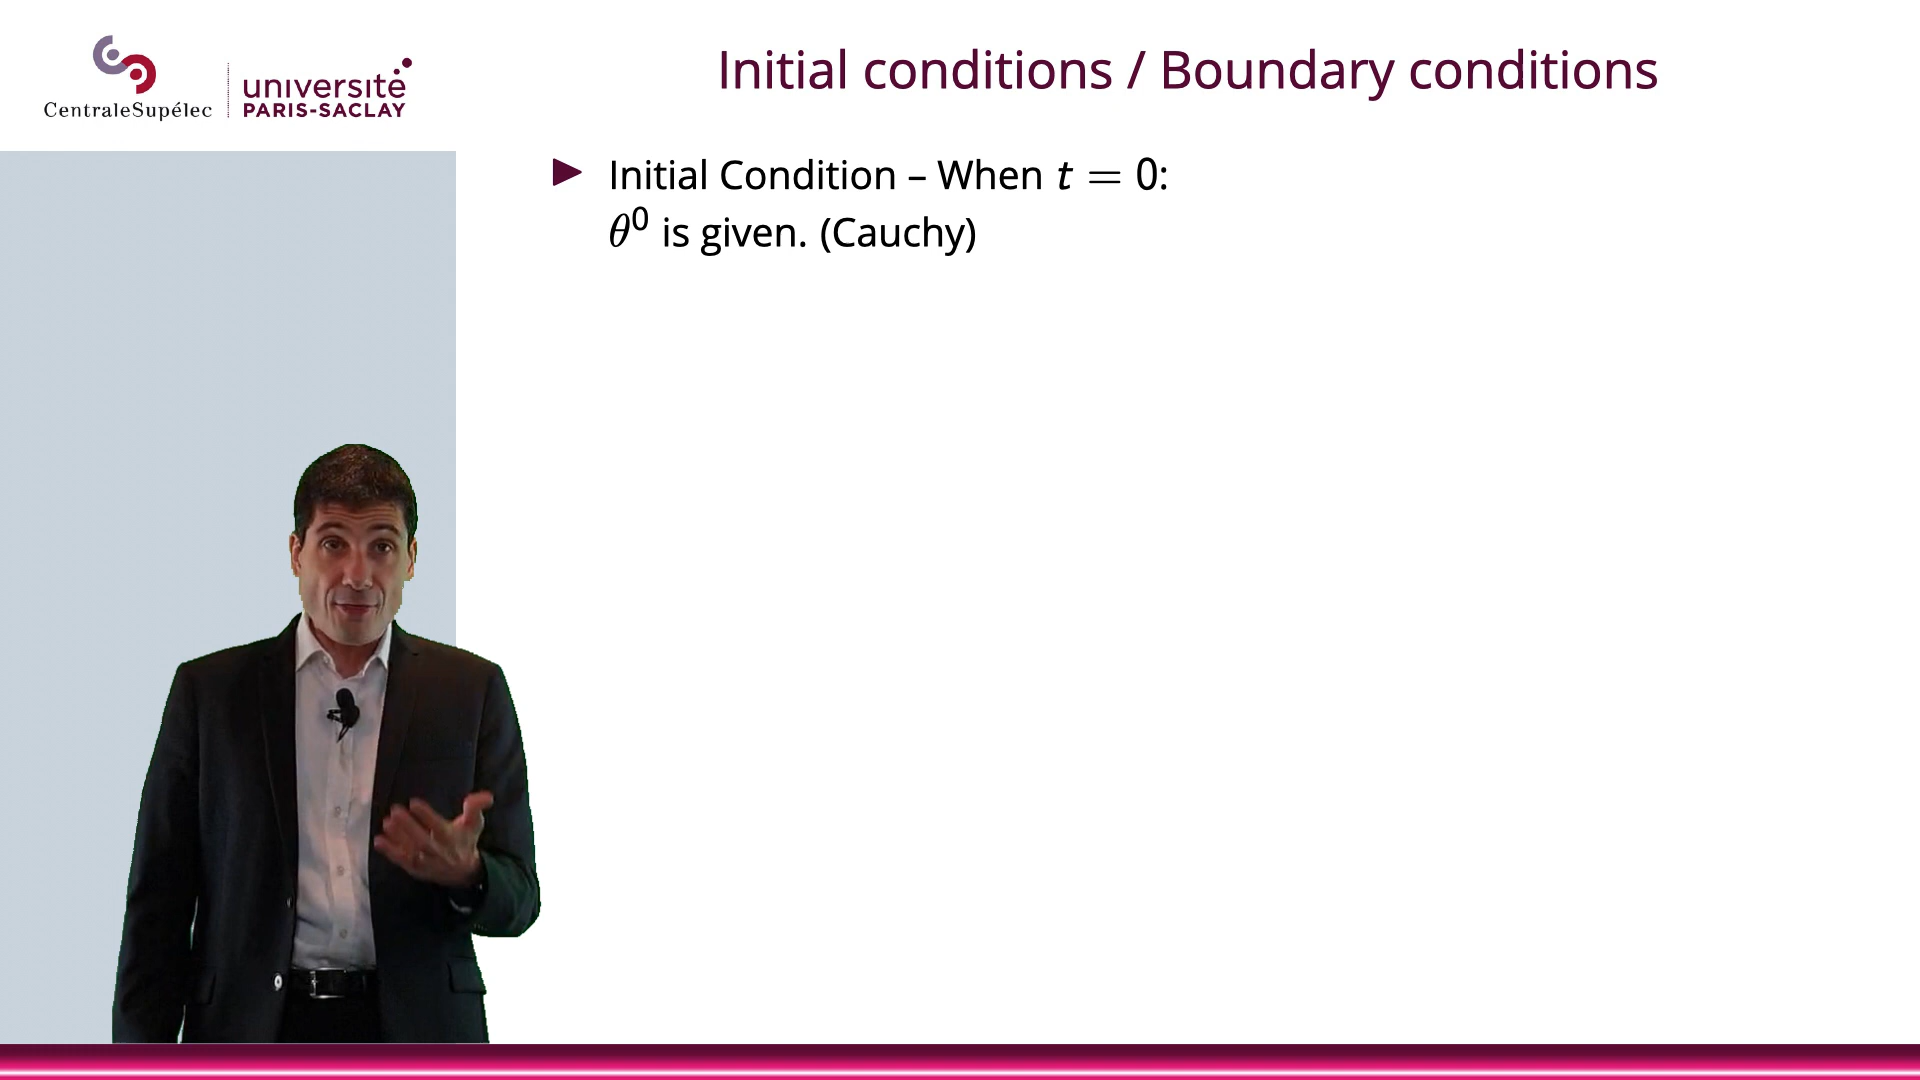 CentraleSupélec
université
PARIS-SACLAY
Initial conditions / Boundary conditions
Initial Condition – When t = 0:
θ⁰ is given. (Cauchy)